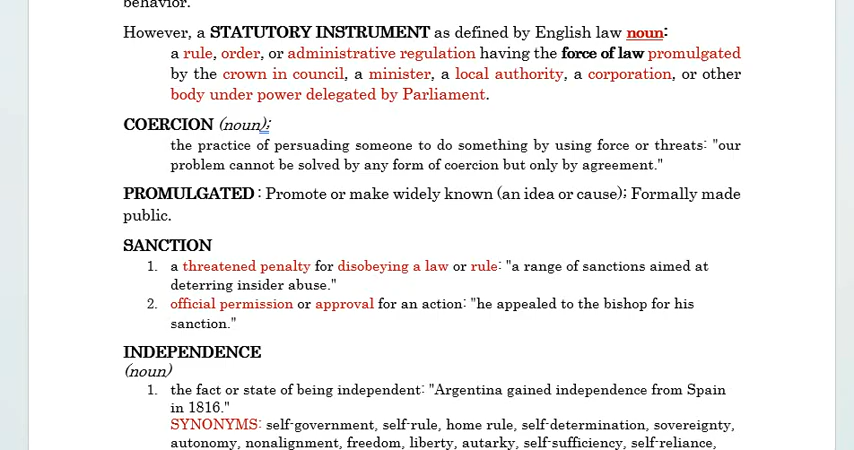 behavior.
However, a STATUTORY INSTRUMENT as defined by English law noun:
a rule, order, or administrative regulation having the force of law promulgated
by the crown in council, a minister, a local authority, a corporation, or other
body under power delegated by Parliament.
COERCION (noun);
the practice of persuading someone to do something by using force or threats: "our
problem cannot be solved by any form of coercion but only by agreement."
PROMULGATED : Promote or make widely known (an idea or cause); Formally made
public.
SANCTION
1. a threatened penalty for disobeying a law or rule: "a range of sanctions aimed at
deterring insider abuse."
2. official permission or approval for an action: "he appealed to the bishop for his
sanction."
INDEPENDENCE
(noun)
1. the fact or state of being independent: "Argentina gained independence from Spain
in 1816."
SYNONYMS: self-government, self-rule, home rule, self-determination, sovereignty,
autonomy, nonalignment, freedom, liberty, autarky, self-sufficiency, self-reliance,